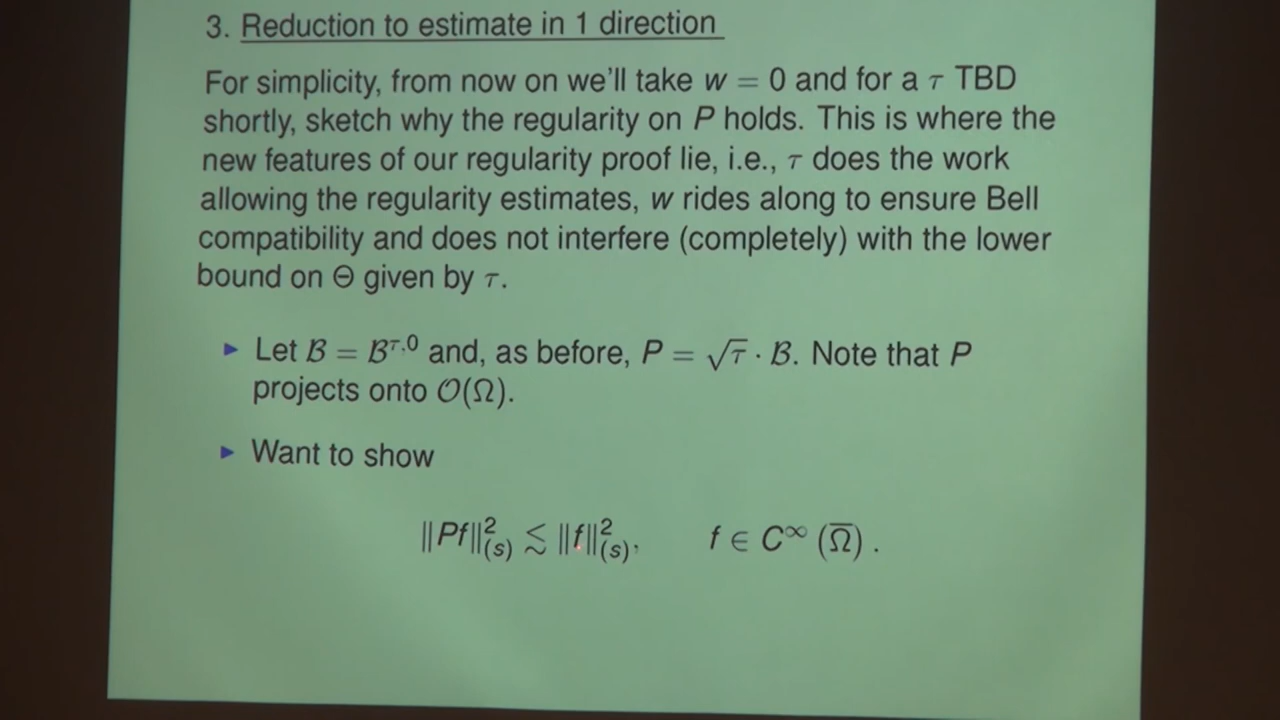 3. Reduction to estimate in 1 direction
For simplicity, from now on we'll take w = 0 and for a τ TBD
shortly, sketch why the regularity on P holds. This is where the
new features of our regularity proof lie, i.e., τ does the work
allowing the regularity estimates, w rides along to ensure Bell
compatibility and does not interfere (completely) with the lower
bound on Θ given by τ.
▸ Let ℬ = ℬ^{τ,0} and, as before, P = √τ · ℬ. Note that P
projects onto 𝒪(Ω).
▸ Want to show
‖Pf‖²₍ₛ₎ ≲ ‖f‖²₍ₛ₎, f ∈ C^∞ (Ω̅) .